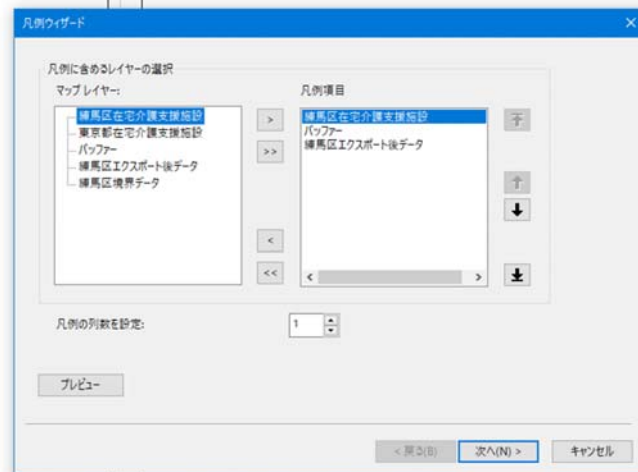 凡例ウィザード
凡例に含めるレイヤーの選択
マップ レイヤー:
凡例項目
練馬区在宅介護支援施設
東京都在宅介護支援施設
バッファー
練馬区エクスポート後データ
練馬区境界データ
>
>>
<
<<
練馬区在宅介護支援施設
バッファー
練馬区エクスポート後データ
凡例の列数を設定:
1
プレビュー
< 戻る(B)
次へ(N) >
キャンセル